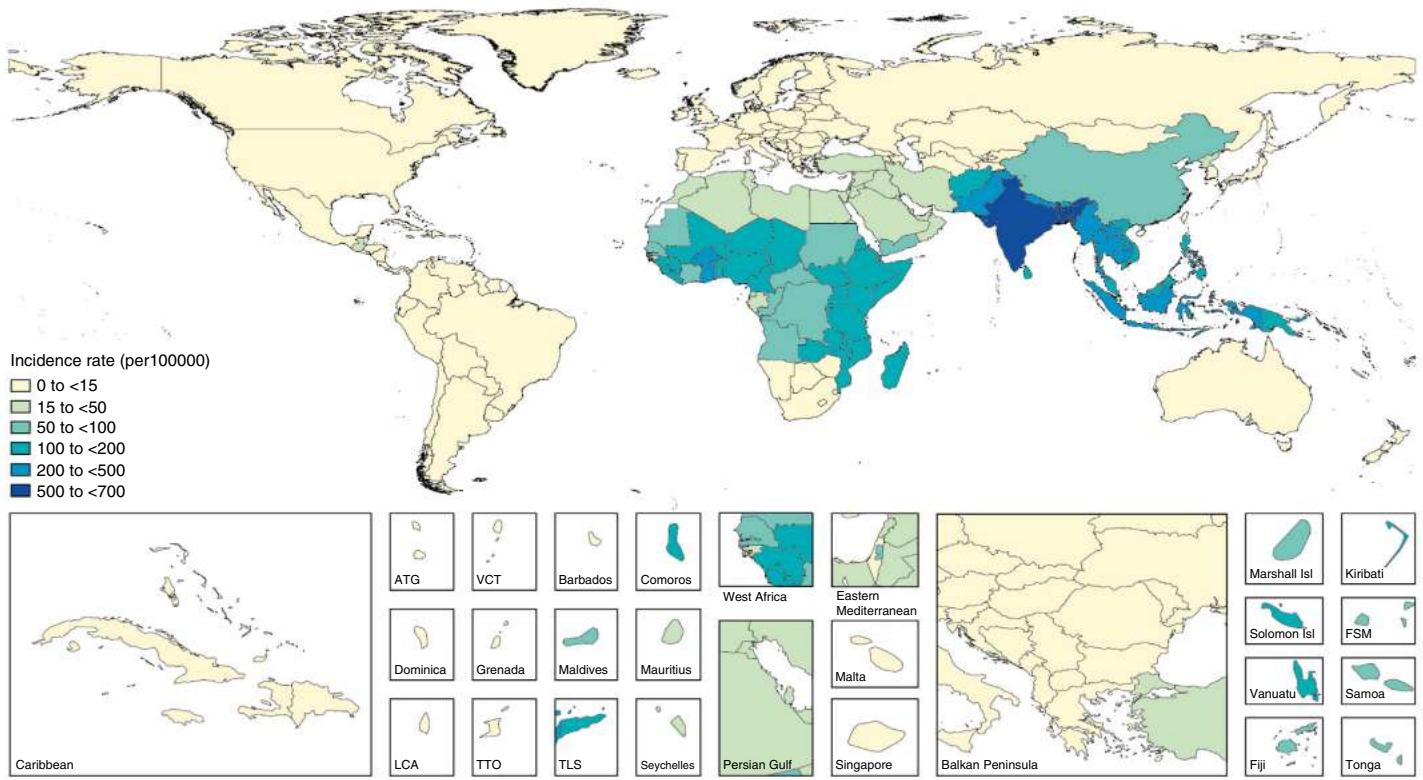 Incidence rate (per100000)
0 to <15
15 to <50
50 to <100
100 to <200
200 to <500
500 to <700
Caribbean
ATG
VCT
Barbados
Comoros
West Africa
Eastern
Mediterranean
Dominica
Grenada
Maldives
Mauritius
Malta
LCA
TTO
TLS
Seychelles
Persian Gulf
Singapore
Balkan Peninsula
Marshall Isl
Kiribati
Solomon Isl
FSM
Vanuatu
Samoa
Fiji
Tonga